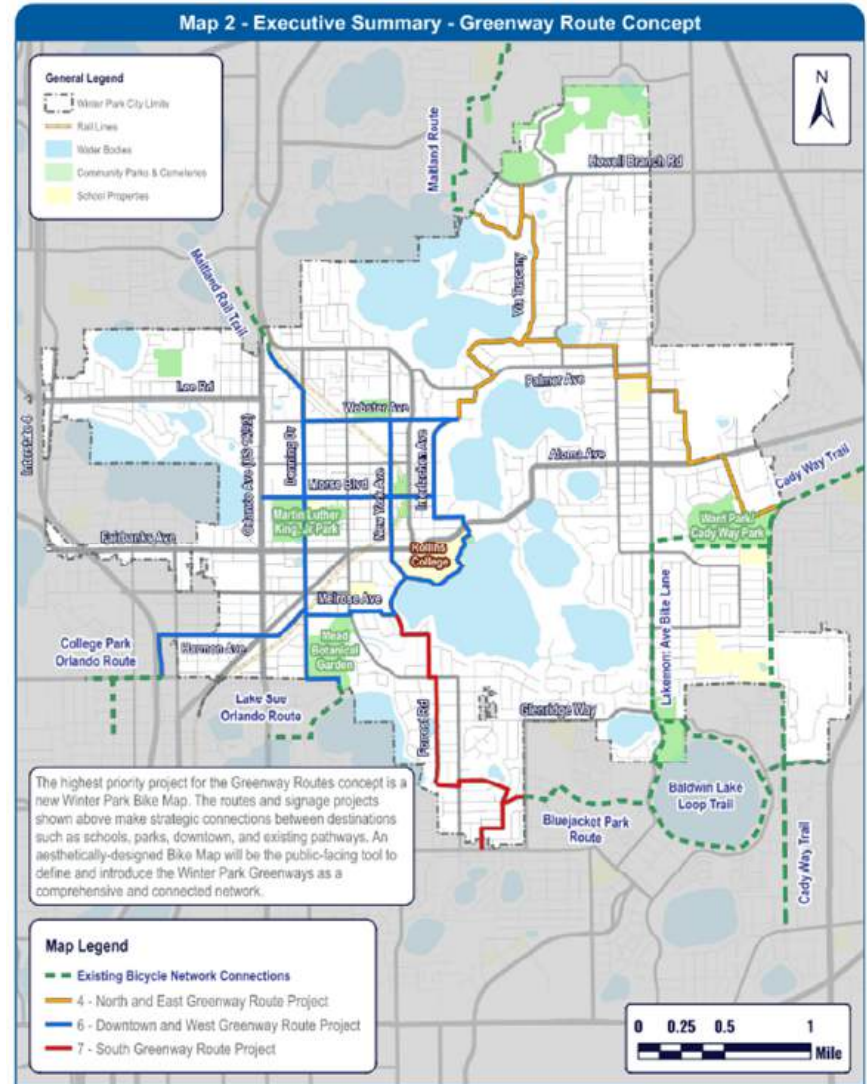 Map 2 - Executive Summary - Greenway Route Concept
General Legend
Winter Park City Limits
Rail Lines
Water Bodies
Community Parks & Cemeteries
School Properties
N
Maitland Route
Howell Branch Rd
Maitland Rail Trail
Via Tuscany
Lee Rd
Palmer Ave
Webster Ave
Interstate 4
Orlando Ave (US 17/92)
Denning Dr
Interlachen Ave
Aloma Ave
Morse Blvd
New York Ave
Cady Way Trail
Martin Luther
King, Jr Park
Ward Park/
Cady Way Park
Fairbanks Ave
Rollins
College
Melrose Ave
Lakemont Ave Bike Lane
College Park
Orlando Route
Harmon Ave
Mead
Botanical
Garden
Lake Sue
Orlando Route
Forrest Rd
Glenridge Way
Baldwin Lake
Loop Trail
Bluejacket Park
Route
Cady Way Trail
The highest priority project for the Greenway Routes concept is a
new Winter Park Bike Map. The routes and signage projects
shown above make strategic connections between destinations
such as schools, parks, downtown, and existing pathways. An
aesthetically-designed Bike Map will be the public-facing tool to
define and introduce the Winter Park Greenways as a
comprehensive and connected network.
Map Legend
Existing Bicycle Network Connections
4 - North and East Greenway Route Project
6 - Downtown and West Greenway Route Project
7 - South Greenway Route Project
0 0.25 0.5 1
Mile